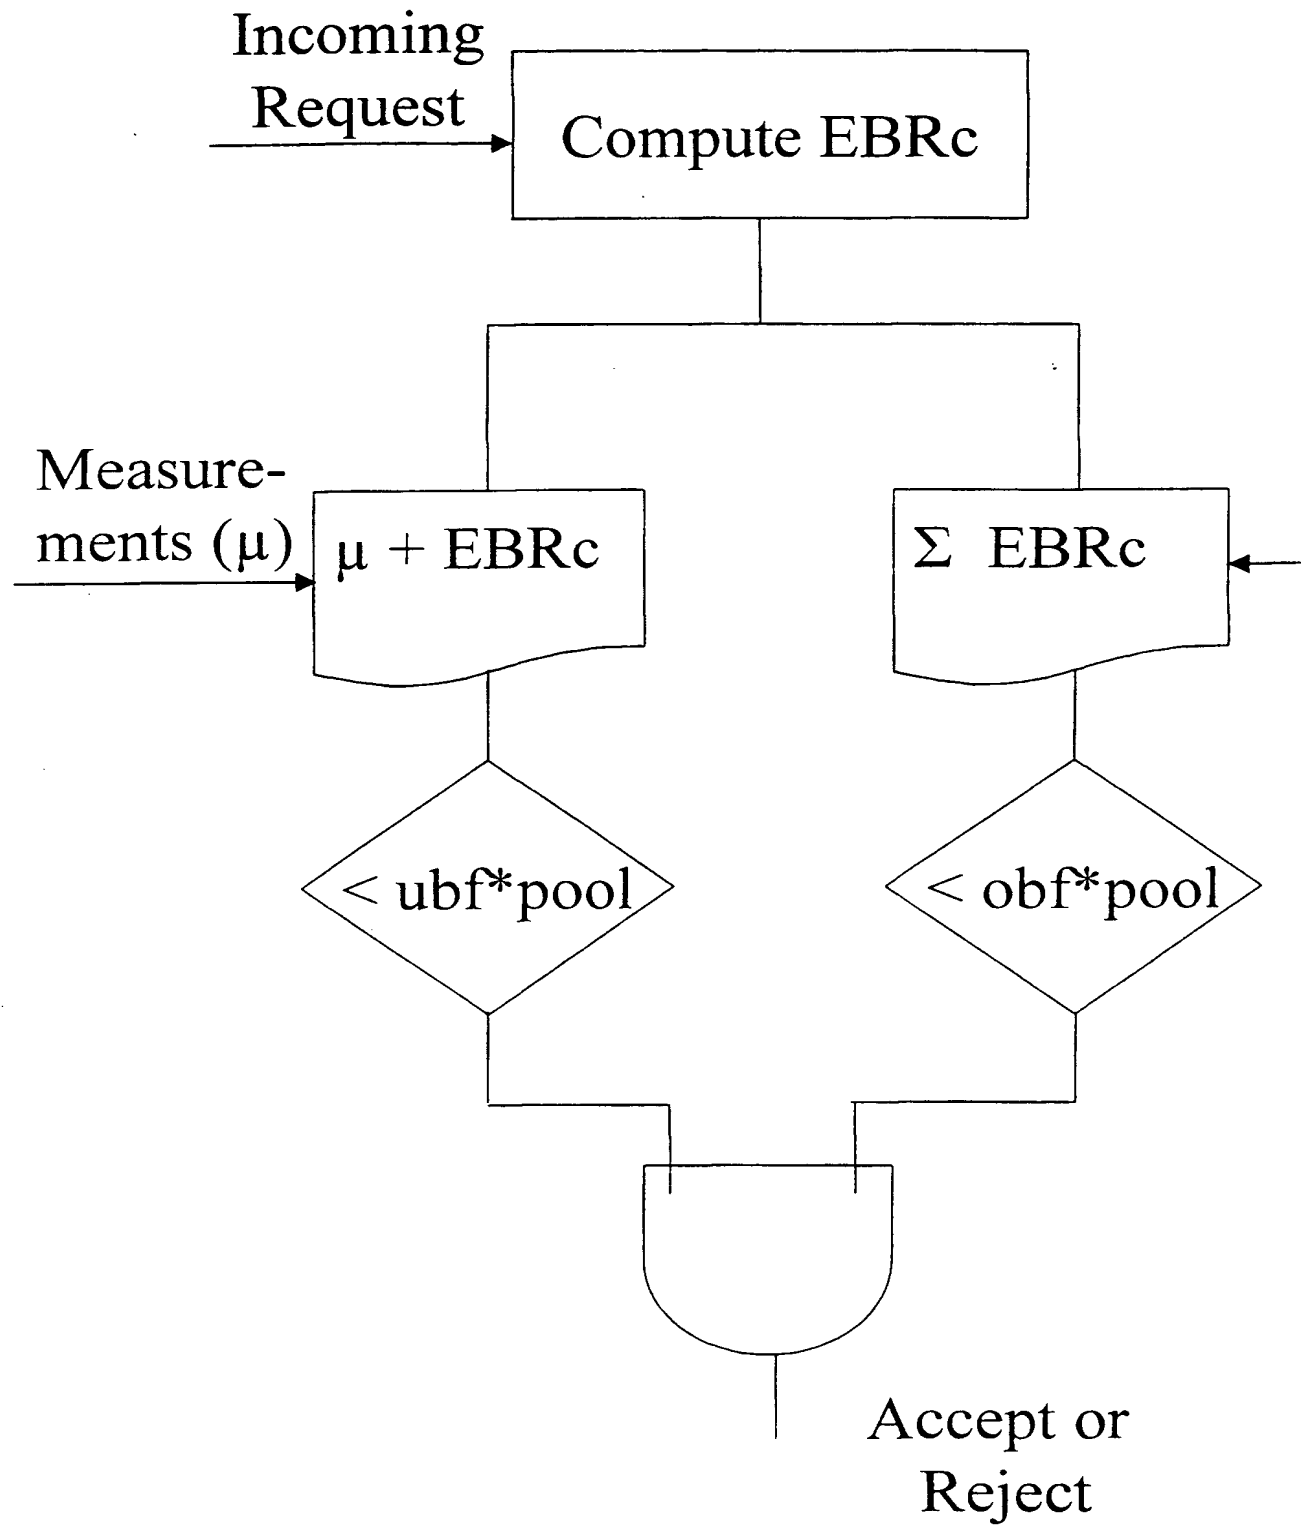 Incoming
Request
Compute EBRc
Measure-
ments (μ)
μ + EBRc
Σ EBRc
< ubf*pool
< obf*pool
Accept or
Reject